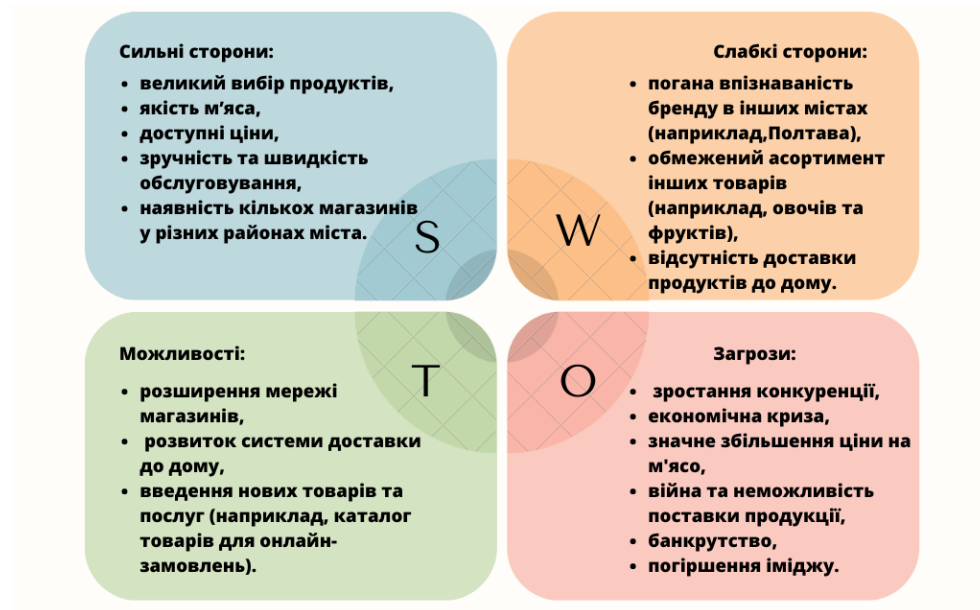 Сильні сторони:
великий вибір продуктів,
якість м’яса,
доступні ціни,
зручність та швидкість
обслуговування,
наявність кількох магазинів
у різних районах міста.
S
Слабкі сторони:
погана впізнаваність
бренду в інших містах
(наприклад,Полтава),
обмежений асортимент
інших товарів
(наприклад, овочів та
фруктів),
відсутність доставки
продуктів до дому.
W
Можливості:
розширення мережі
магазинів,
розвиток системи доставки
до дому,
введення нових товарів та
послуг (наприклад, каталог
товарів для онлайн-
замовлень).
T
Загрози:
зростання конкуренції,
економічна криза,
значне збільшення ціни на
м'ясо,
війна та неможливість
поставки продукції,
банкрутство,
погіршення іміджу.
O